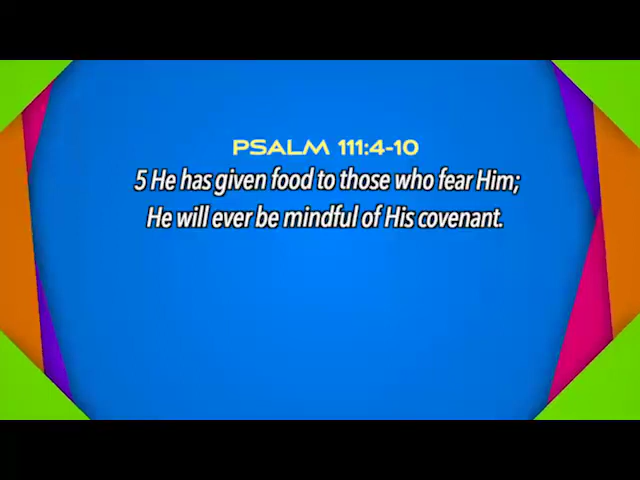 PSALM 111:4-10
5 He has given food to those who fear Him;
He will ever be mindful of His covenant.